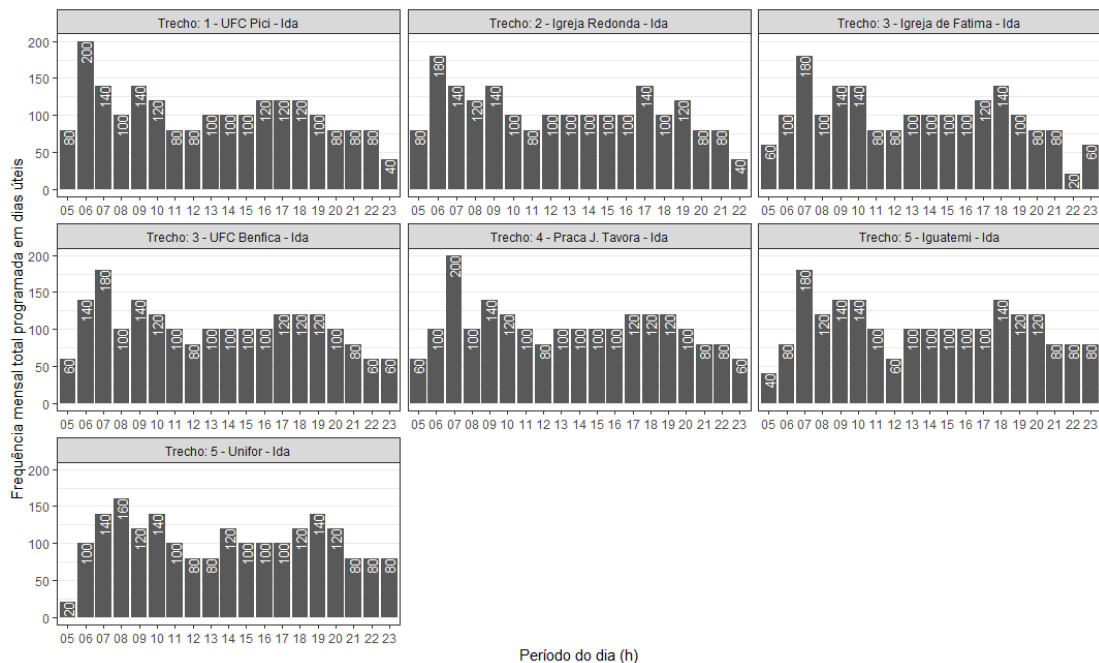 Trecho: 1 - UFC Pici - Ida
Trecho: 2 - Igreja Redonda - Ida
Trecho: 3 - Igreja de Fatima - Ida
200
150
100
50
0
80 200 140 100 140 120 80 80 100 100 100 120 120 120 100 80 80 80 40
80 180 140 120 140 100 80 100 100 100 100 100 140 100 120 80 80 40
60 100 180 100 140 140 80 80 100 100 100 100 120 140 100 80 80 20 60
05 06 07 08 09 10 11 12 13 14 15 16 17 18 19 20 21 22 23
05 06 07 08 09 10 11 12 13 14 15 16 17 18 19 20 21 22
05 06 07 08 09 10 11 12 13 14 15 16 17 18 19 20 21 22 23
Trecho: 3 - UFC Benfica - Ida
Trecho: 4 - Praca J. Tavora - Ida
Trecho: 5 - Iguatemi - Ida
200
150
100
50
0
60 140 180 100 140 120 100 80 100 100 100 100 120 120 120 100 80 60 60
60 100 200 100 140 120 100 80 100 100 100 100 120 120 120 100 80 80 60
40 80 180 120 140 140 100 60 100 100 100 100 100 140 120 120 80 80 80
05 06 07 08 09 10 11 12 13 14 15 16 17 18 19 20 21 22 23
05 06 07 08 09 10 11 12 13 14 15 16 17 18 19 20 21 22 23
05 06 07 08 09 10 11 12 13 14 15 16 17 18 19 20 21 22 23
Trecho: 5 - Unifor - Ida
200
150
100
50
0
20 100 140 160 120 140 100 80 80 120 100 100 100 120 140 120 80 80 80
05 06 07 08 09 10 11 12 13 14 15 16 17 18 19 20 21 22 23
Frequência mensal total programada em dias úteis
Período do dia (h)